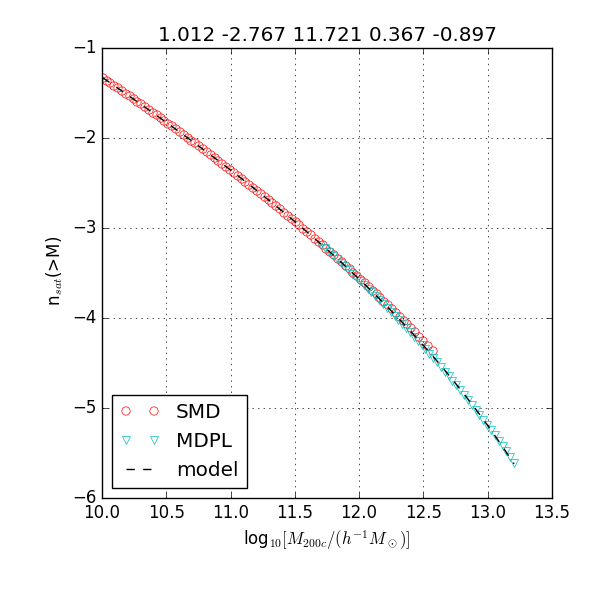 1.012 -2.767 11.721 0.367 -0.897
−1
−2
−3
−4
−5
−6
n_sat(>M)
SMD
MDPL
model
10.0 10.5 11.0 11.5 12.0 12.5 13.0 13.5
log₁₀[M₂₀₀c/(h⁻¹M⊙)]